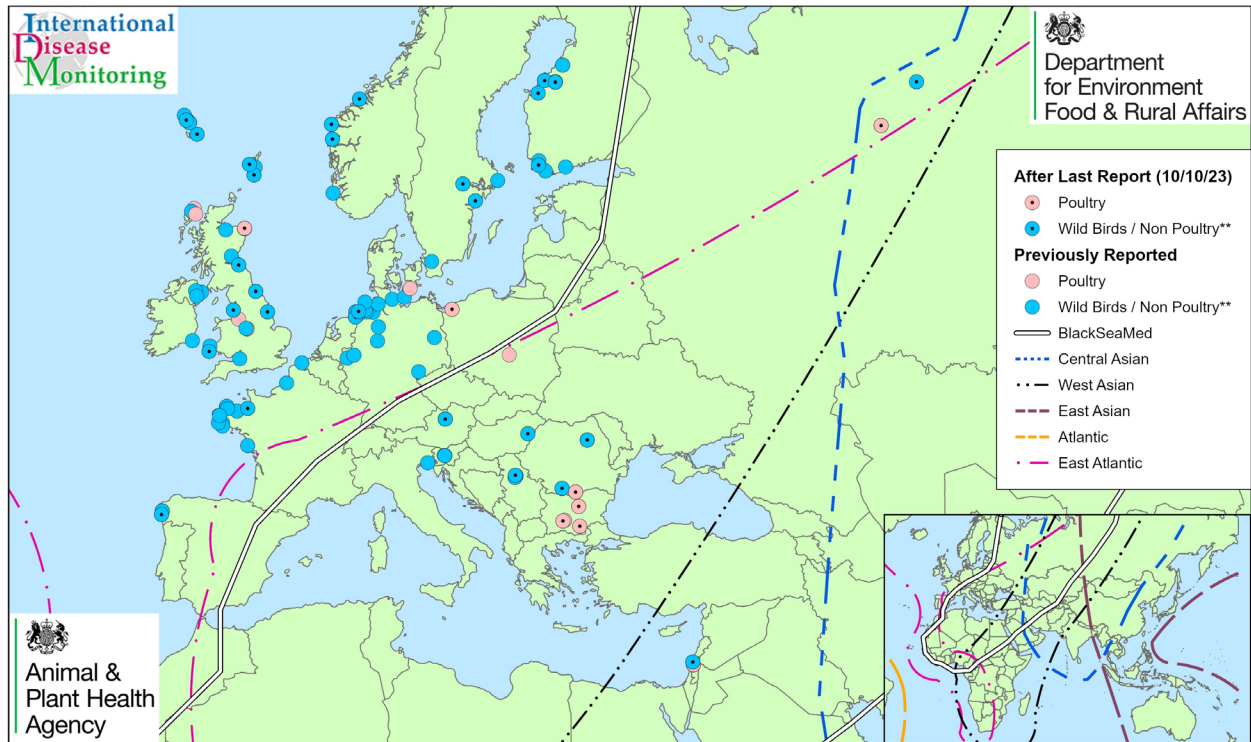 International
Disease
Monitoring
Department
for Environment
Food & Rural Affairs
After Last Report (10/10/23)
Poultry
Wild Birds / Non Poultry**
Previously Reported
Poultry
Wild Birds / Non Poultry**
BlackSeaMed
Central Asian
West Asian
East Asian
Atlantic
East Atlantic
Animal &
Plant Health
Agency